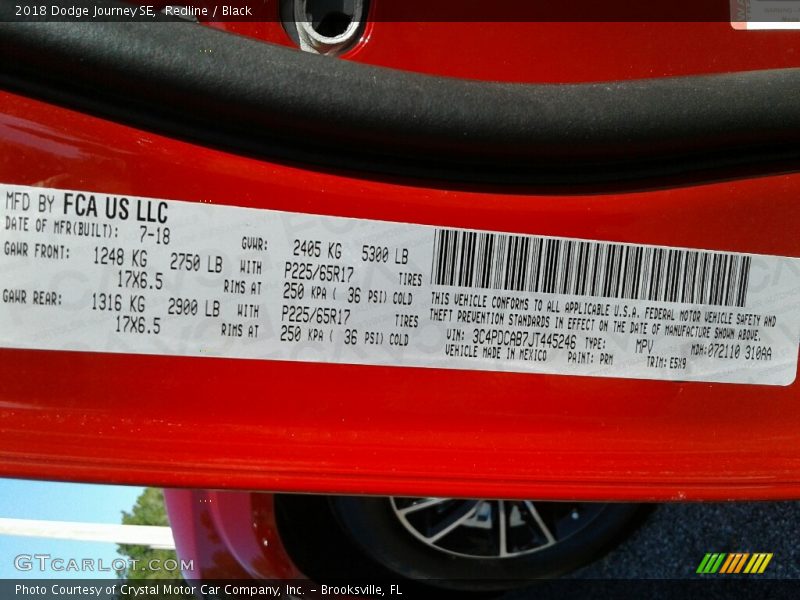 2018 Dodge Journey SE, Redline / Black
MFD BY FCA US LLC
DATE OF MFR(BUILT): 7-18
GVWR: 2405 KG 5300 LB
GAWR FRONT: 1248 KG 2750 LB WITH P225/65R17 TIRES
17X6.5 RIMS AT 250 KPA ( 36 PSI) COLD
GAWR REAR: 1316 KG 2900 LB WITH P225/65R17 TIRES
17X6.5 RIMS AT 250 KPA ( 36 PSI) COLD
THIS VEHICLE CONFORMS TO ALL APPLICABLE U.S.A. FEDERAL MOTOR VEHICLE SAFETY AND
THEFT PREVENTION STANDARDS IN EFFECT ON THE DATE OF MANUFACTURE SHOWN ABOVE.
VIN: 3C4PDCAB7JT445246 TYPE: MPV MDH:072110 310AA
VEHICLE MADE IN MEXICO PAINT: PRM TRIM: E5X9
GTCARLOT.COM
Photo Courtesy of Crystal Motor Car Company, Inc. – Brooksville, FL